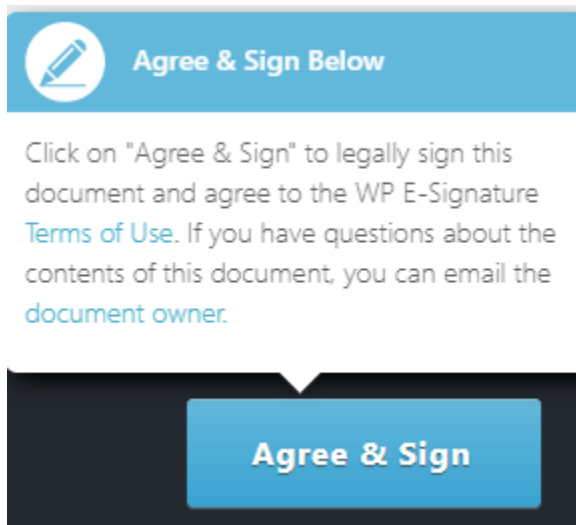 Agree & Sign Below
Click on "Agree & Sign" to legally sign this
document and agree to the WP E-Signature
Terms of Use. If you have questions about the
contents of this document, you can email the
document owner.
Agree & Sign